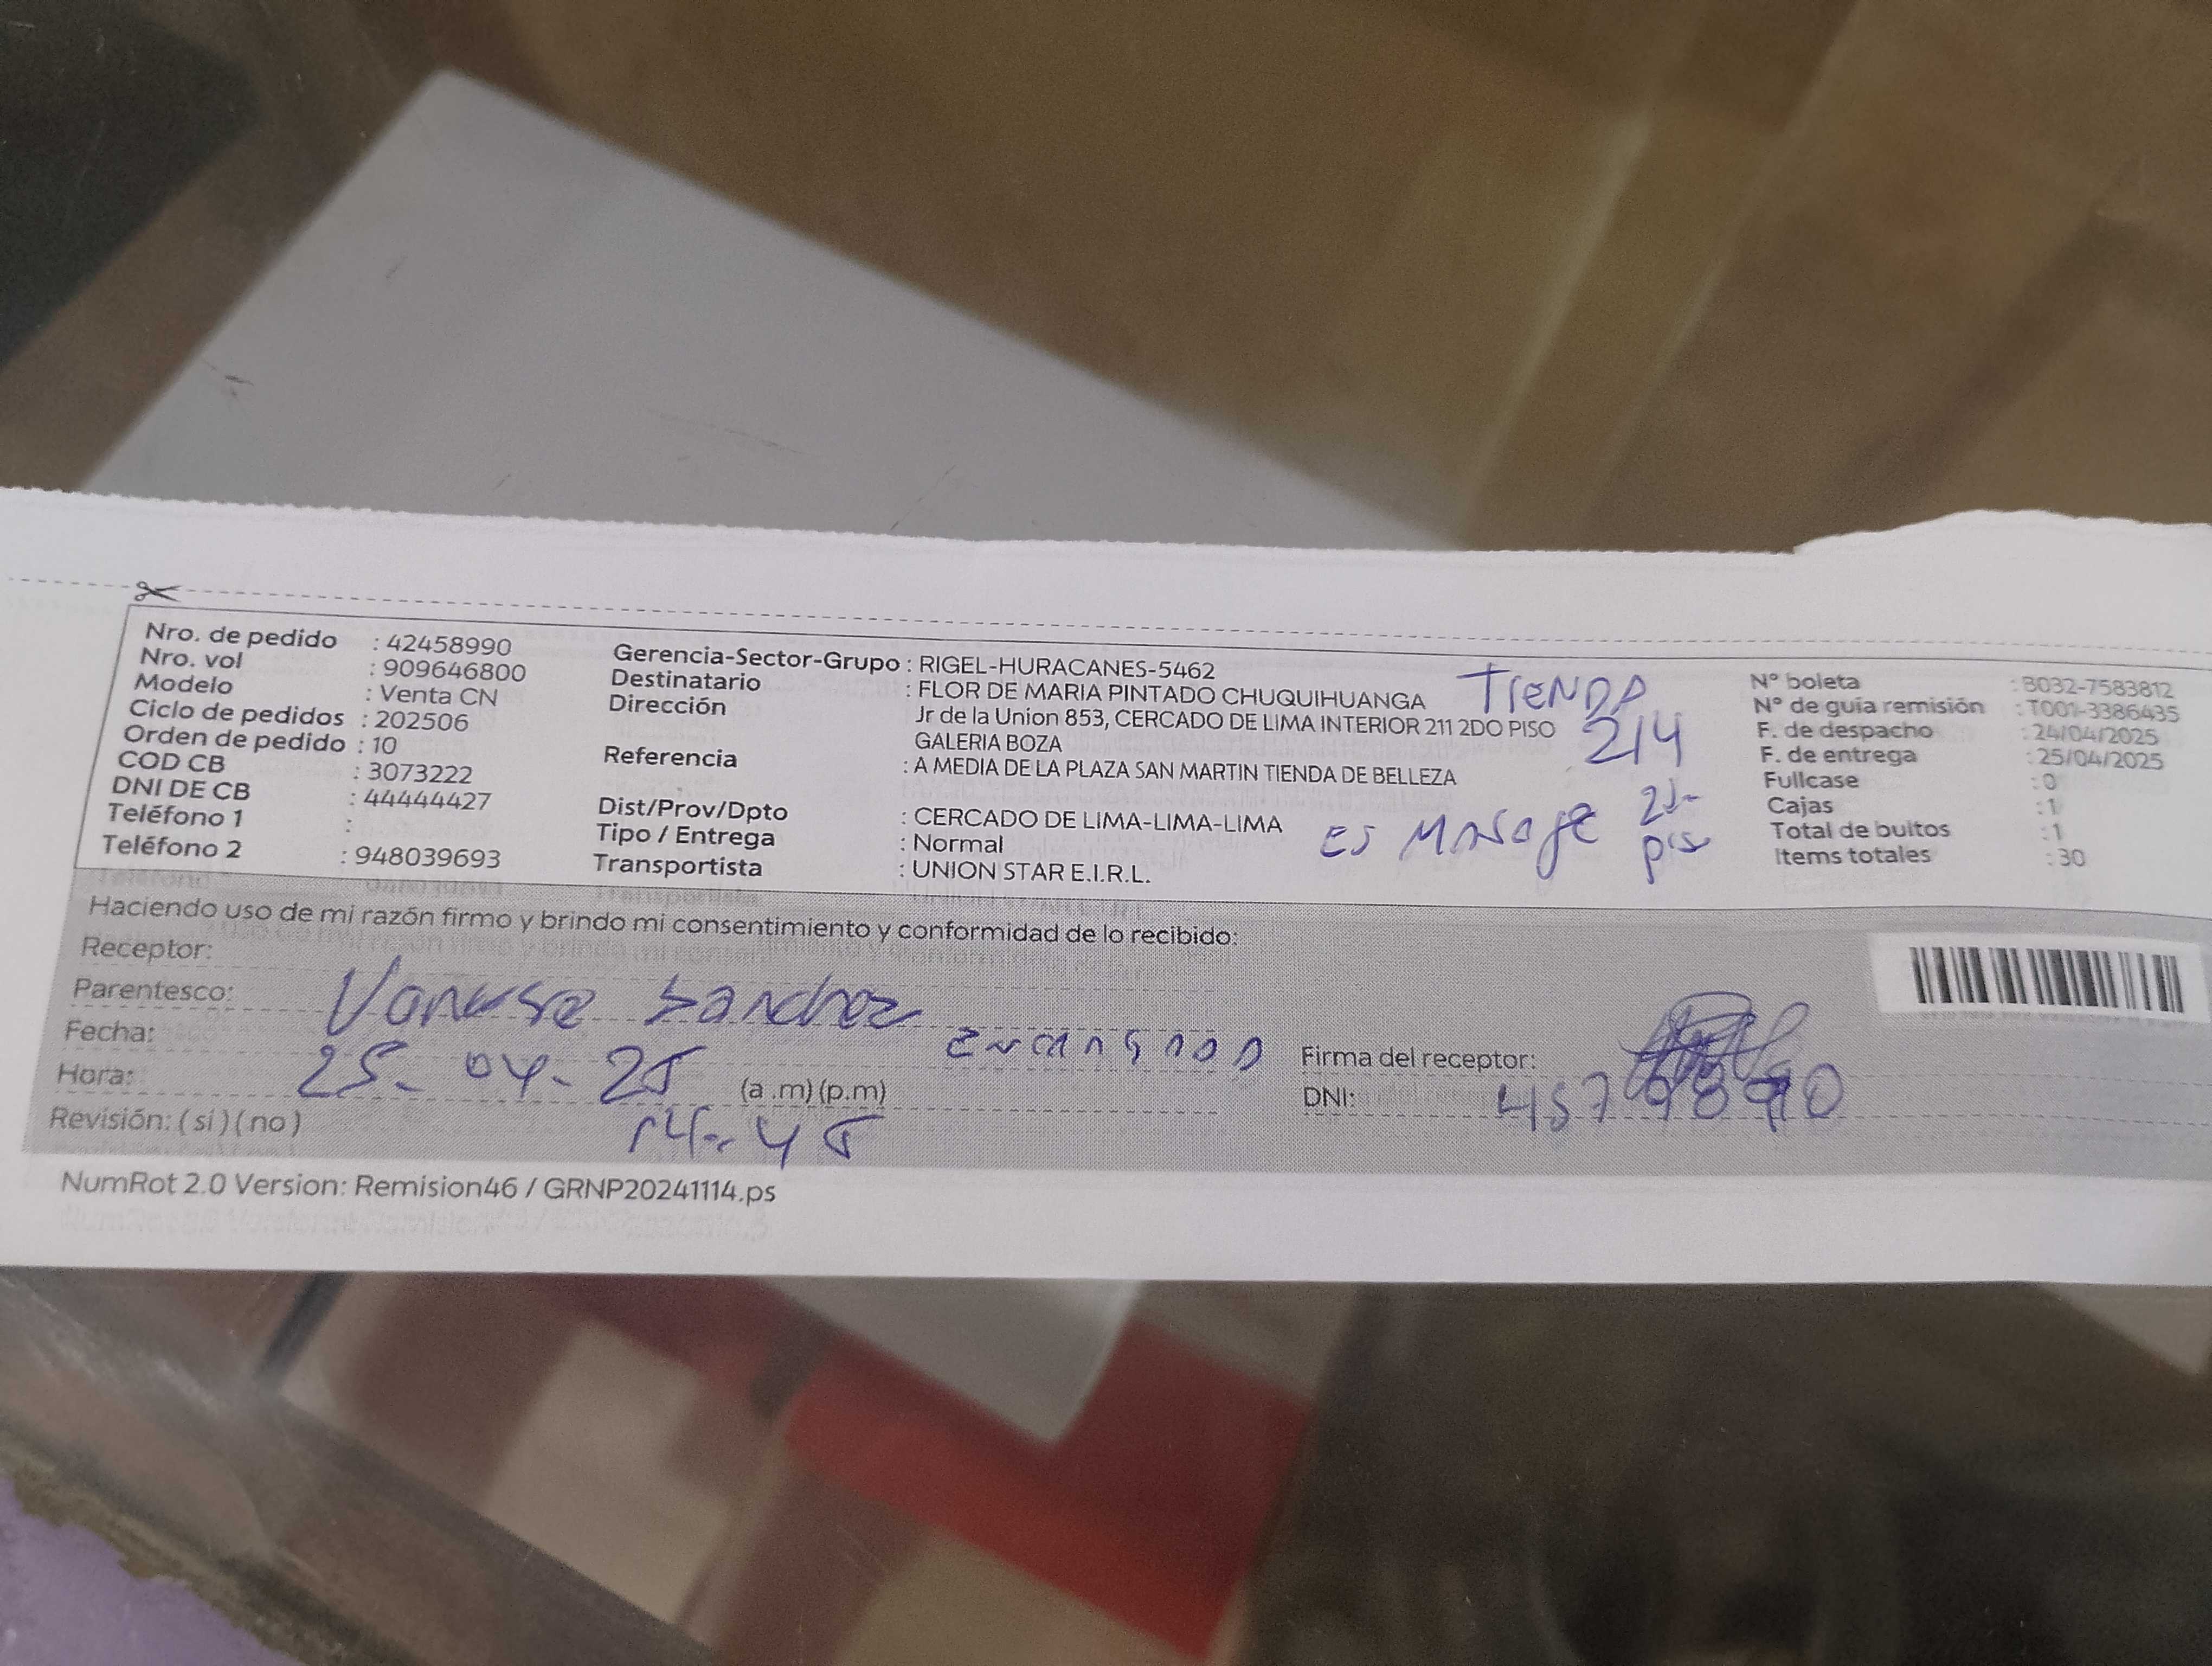 Nro. de pedido : 42458990
Nro. vol : 909646800
Modelo : Venta CN
Ciclo de pedidos : 202506
Orden de pedido : 10
COD CB : 3073222
DNI DE CB : 44444427
Teléfono 1 :
Teléfono 2 : 948039693
Gerencia-Sector-Grupo : RIGEL-HURACANES-5462
Destinatario : FLOR DE MARIA PINTADO CHUQUIHUANGA
Dirección Jr de la Union 853, CERCADO DE LIMA INTERIOR 211 2DO PISO
GALERIA BOZA
Referencia : A MEDIA DE LA PLAZA SAN MARTIN TIENDA DE BELLEZA
Dist/Prov/Dpto : CERCADO DE LIMA-LIMA-LIMA
Tipo / Entrega : Normal
Transportista : UNION STAR E.I.R.L.
TIENDA
214
ES
piso
N° boleta : B032-7583812
N° de guia remisión : T001-3386435
F. de despacho : 24/04/2025
F. de entrega : 25/04/2025
Fullcase : 0
Cajas : 1
Total de bultos : 1
Items totales : 30
Haciendo uso de mi razón firmo y brindo mi consentimiento y conformidad de lo recibido:
Receptor:
Parentesco: Vanessa Sanchez
Fecha: 25-04-25
Hora: (a .m) (p.m)
14:45
Revisión: ( si ) ( no )
Firma del receptor:
DNI:
NumRot 2.0 Version: Remision46 / GRNP20241114.ps